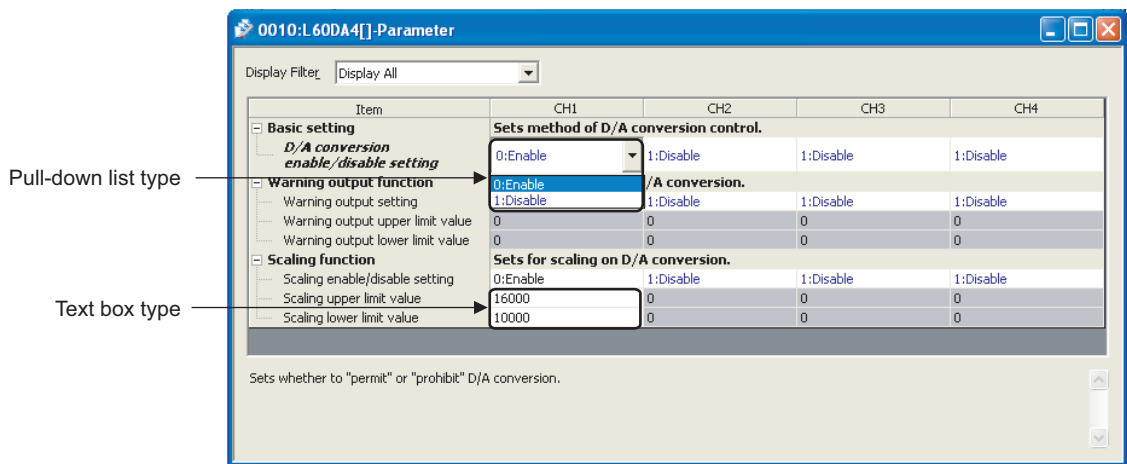 0010:L60DA4[]-Parameter
Display Filter Display All
Item CH1 CH2 CH3 CH4
Basic setting Sets method of D/A conversion control.
D/A conversion
enable/disable setting 0:Enable 1:Disable 1:Disable 1:Disable
Pull-down list type
Warning output function 0:Enable /A conversion.
Warning output setting 1:Disable 1:Disable 1:Disable 1:Disable
Warning output upper limit value 0 0 0 0
Warning output lower limit value 0 0 0 0
Scaling function Sets for scaling on D/A conversion.
Scaling enable/disable setting 0:Enable 1:Disable 1:Disable 1:Disable
Text box type
Scaling upper limit value 16000 0 0 0
Scaling lower limit value 10000 0 0 0
Sets whether to "permit" or "prohibit" D/A conversion.